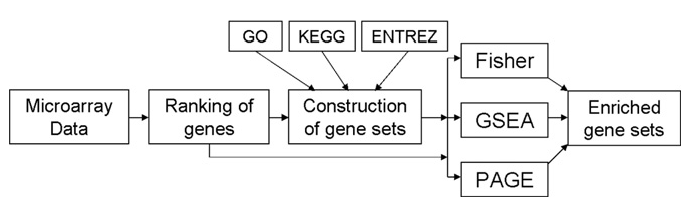 GO
KEGG
ENTREZ
Microarray
Data
Ranking of
genes
Construction
of gene sets
Fisher
GSEA
PAGE
Enriched
gene sets